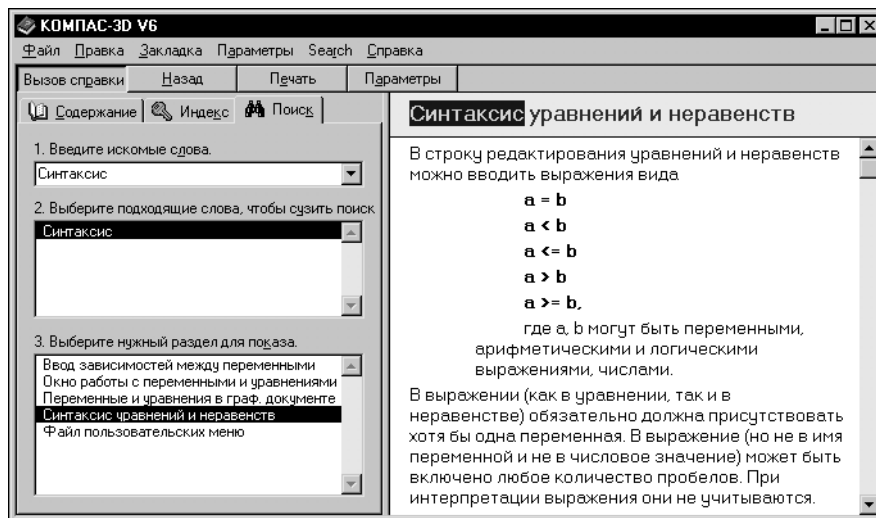 КОМПАС-3D V6
Файл Правка Закладка Параметры Search Справка
Вызов справки Назад Печать Параметры
Содержание Индекс Поиск
1. Введите искомые слова.
Синтаксис
2. Выберите подходящие слова, чтобы сузить поиск
Синтаксис
3. Выберите нужный раздел для показа.
Ввод зависимостей между переменными
Окно работы с переменными и уравнениями
Переменные и уравнения в граф. документе
Синтаксис уравнений и неравенств
Файл пользовательских меню
Синтаксис уравнений и неравенств
В строку редактирования уравнений и неравенств
можно вводить выражения вида
a = b
a < b
a <= b
a > b
a >= b,
где a, b могут быть переменными,
арифметическими и логическими
выражениями, числами.
В выражении (как в уравнении, так и в
неравенстве) обязательно должна присутствовать
хотя бы одна переменная. В выражение (но не в имя
переменной и не в числовое значение) может быть
включено любое количество пробелов. При
интерпретации выражения они не учитываются.